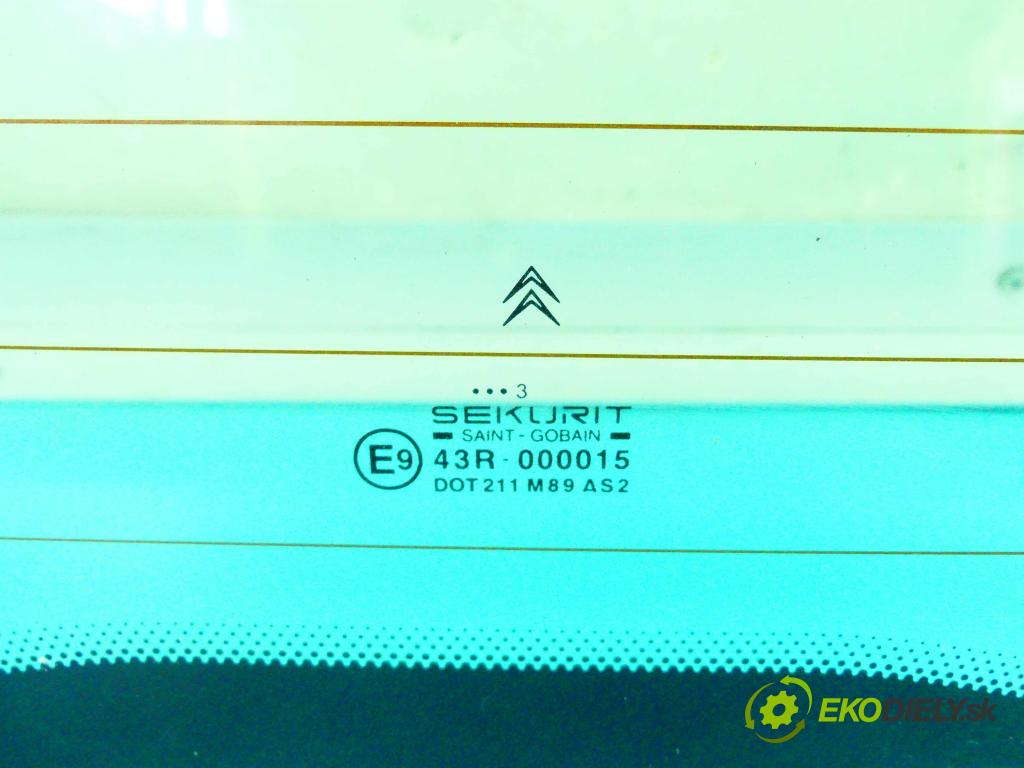 •••3
SEKURIT
SAINT-GOBAIN
E9 43R-000015
DOT 211 M89 AS2
EKODIELY.sk